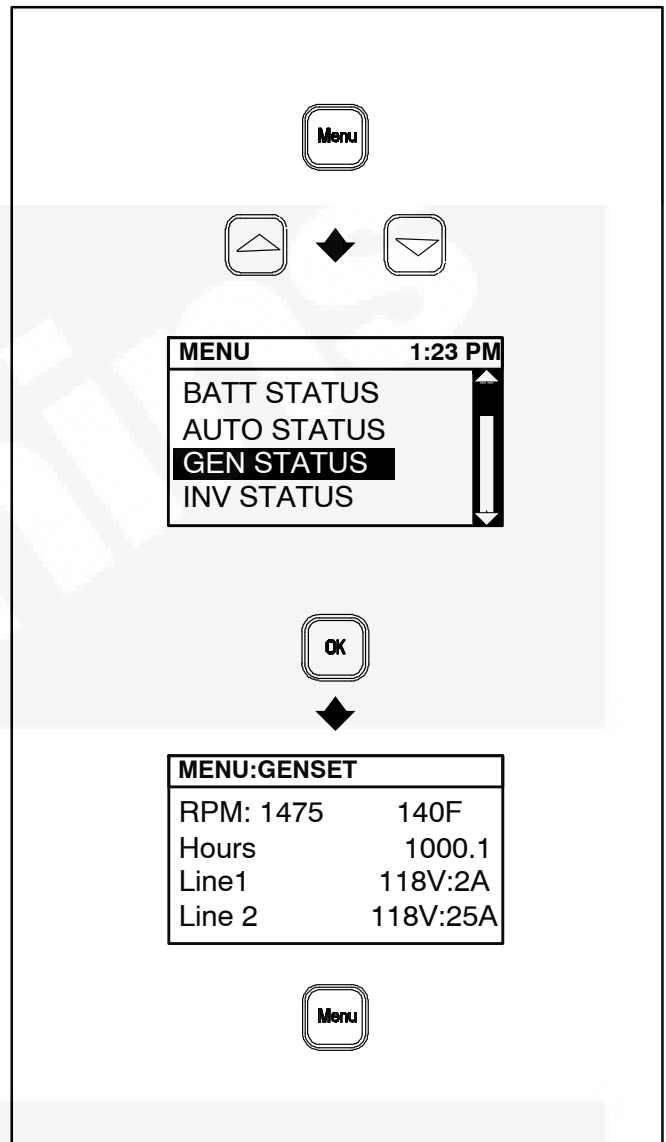 Menu
MENU 1:23 PM
BATT STATUS
AUTO STATUS
GEN STATUS
INV STATUS
OK
MENU:GENSET
RPM: 1475 140F
Hours 1000.1
Line1 118V:2A
Line 2 118V:25A
Menu